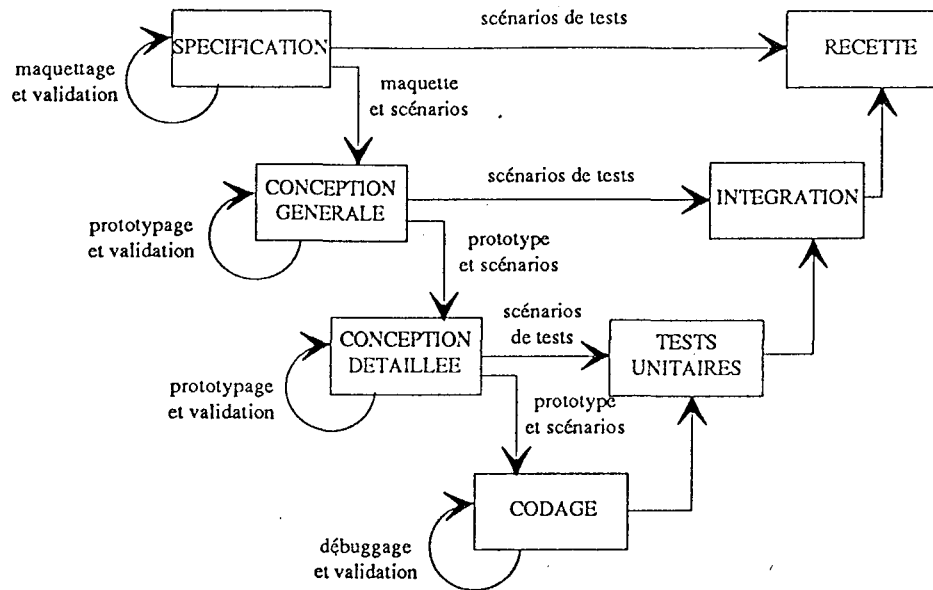 scénarios de tests
SPECIFICATION
RECETTE
maquettage
et validation
maquette
et scénarios
CONCEPTION
GENERALE
scénarios de tests
INTEGRATION
prototypage
et validation
prototype
et scénarios
CONCEPTION
DETAILLEE
scénarios
de tests
TESTS
UNITAIRES
prototypage
et validation
prototype
et scénarios
CODAGE
débuggage
et validation